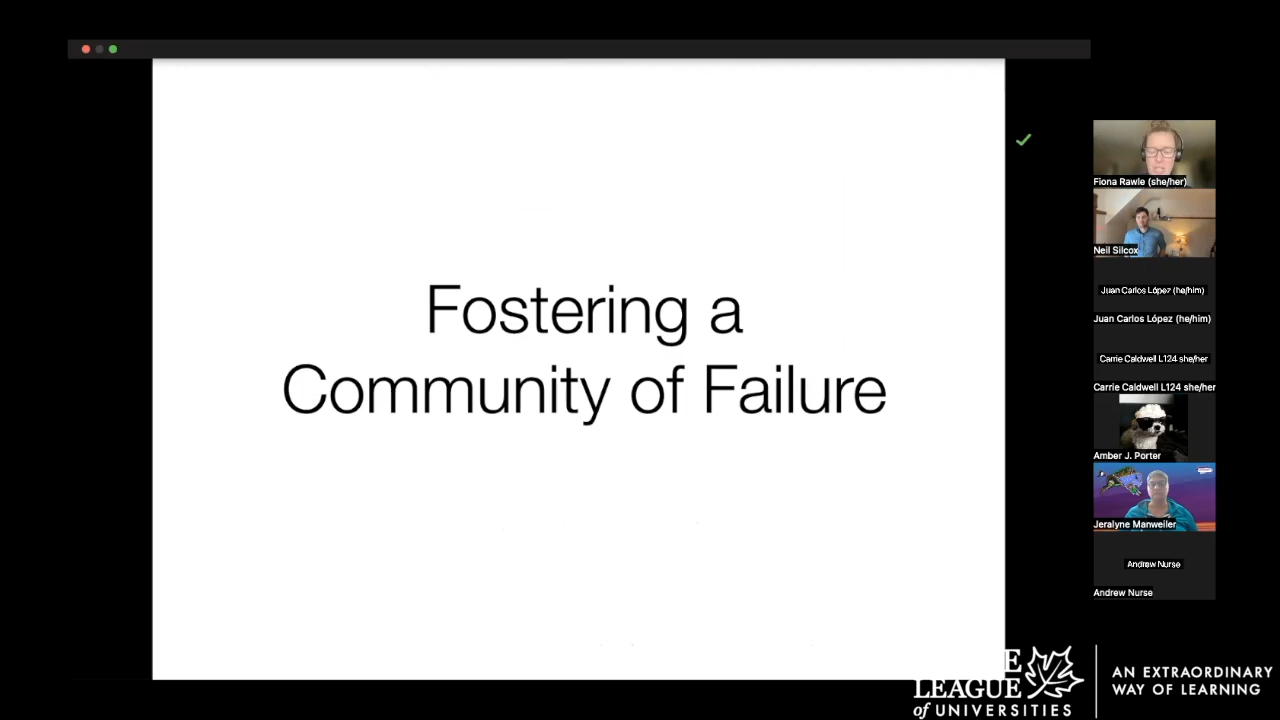 Fostering a
Community of Failure
Fiona Rawle (she/her)
Neil Silcox
Juan Carlos López (he/him)
Juan Carlos López (he/him)
Carrie Caldwell L124 she/her
Carrie Caldwell L124 she/her
Amber J. Porter
Jeralyne Manweiler
Andrew Nurse
Andrew Nurse
LEAGUE
of UNIVERSITIES
AN EXTRAORDINARY
WAY OF LEARNING